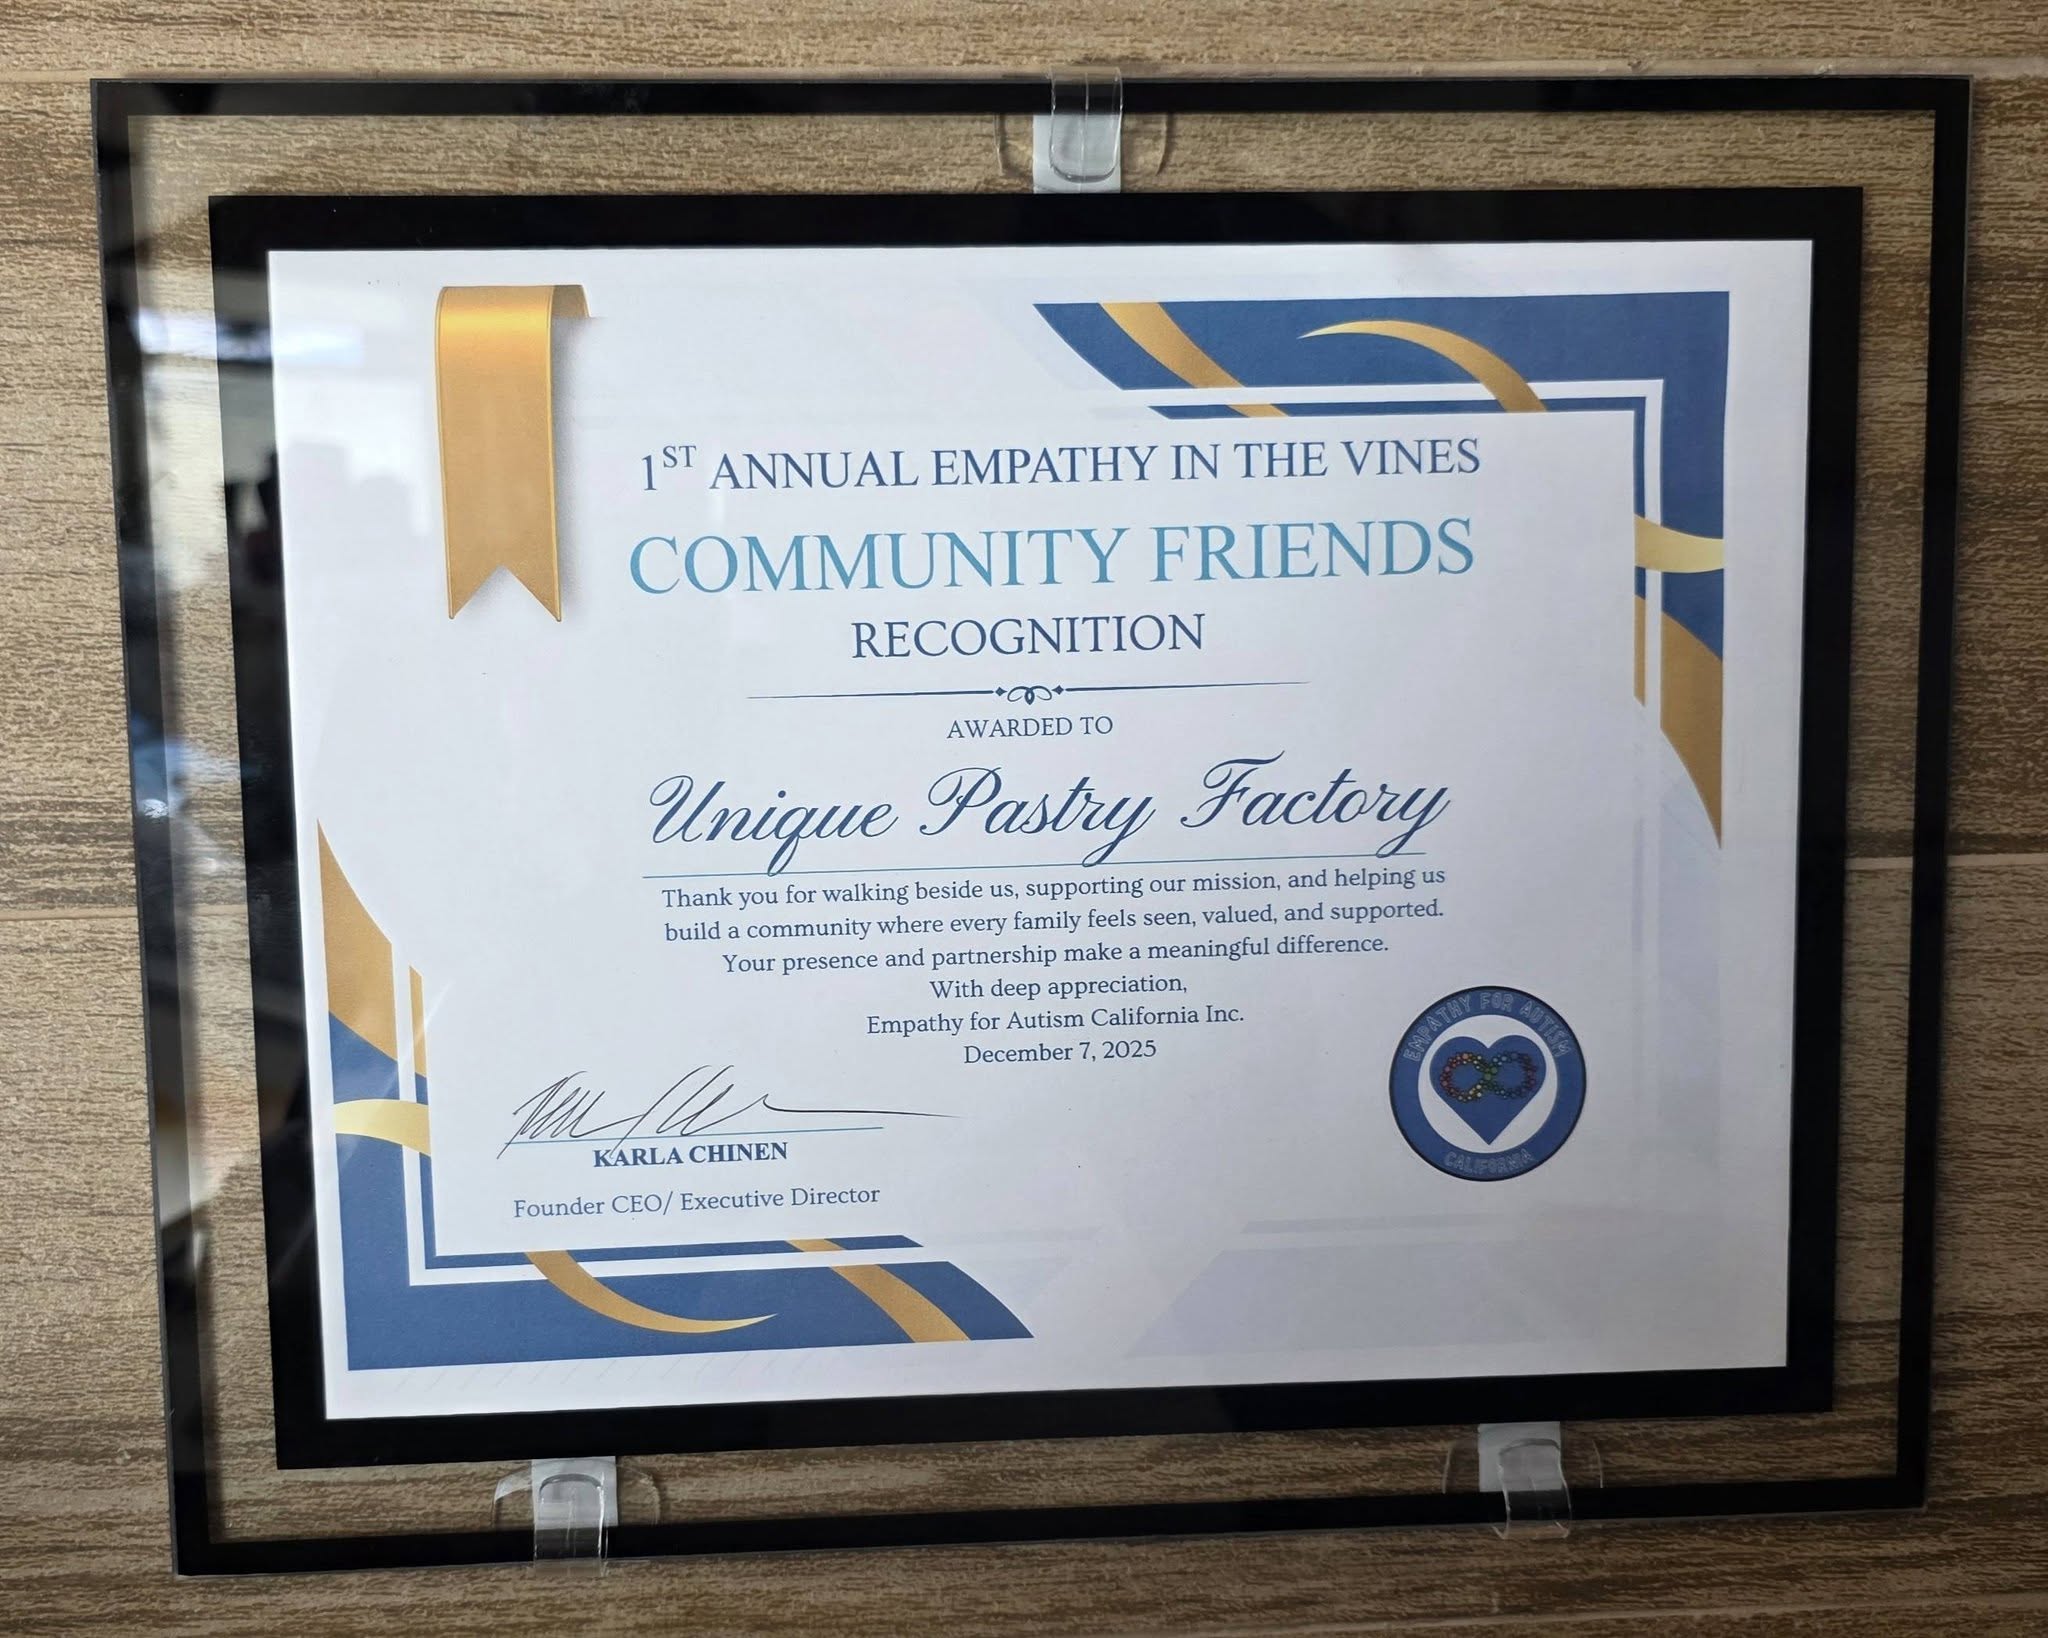 1ST ANNUAL EMPATHY IN THE VINES
COMMUNITY FRIENDS
RECOGNITION
AWARDED TO
Unique Pastry Factory
Thank you for walking beside us, supporting our mission, and helping us
build a community where every family feels seen, valued, and supported.
Your presence and partnership make a meaningful difference.
With deep appreciation,
Empathy for Autism California Inc.
December 7, 2025
KARLA CHINEN
Founder CEO/ Executive Director
EMPATHY FOR AUTISM
CALIFORNIA